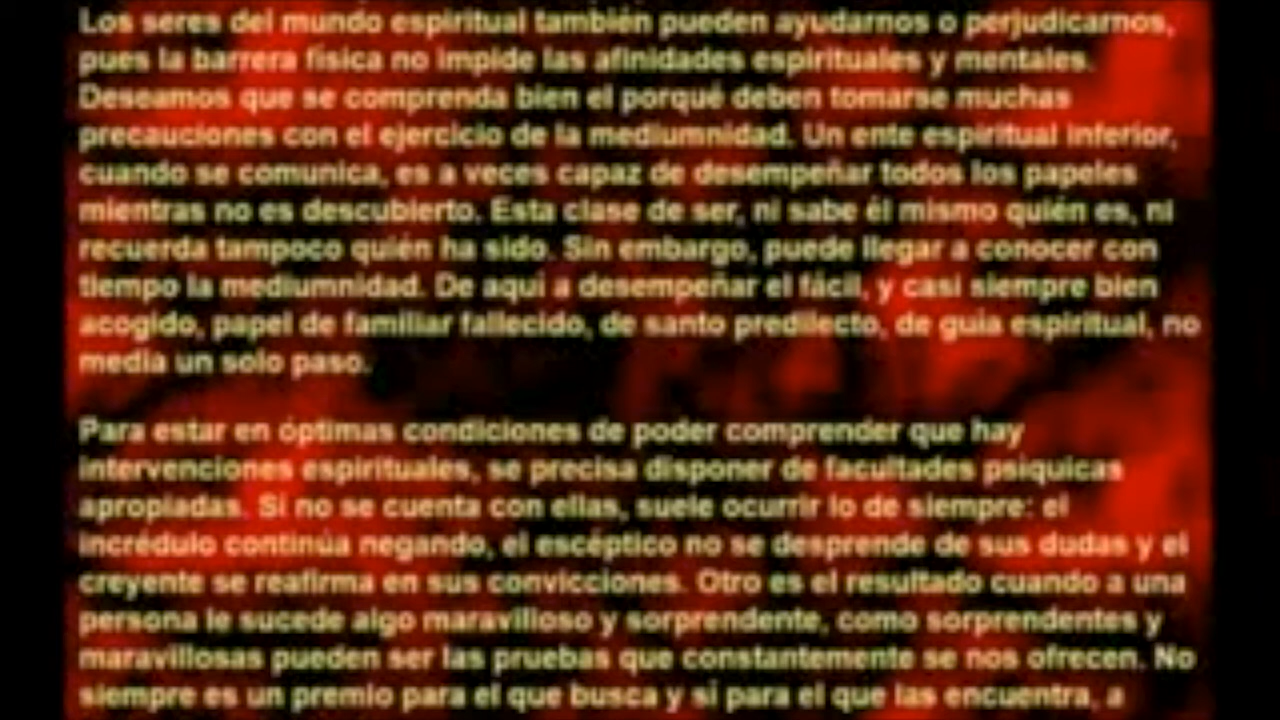 Los seres del mundo espiritual también pueden ayudarnos o perjudicarnos,
pues la barrera física no impide las afinidades espirituales y mentales.
Deseamos que se comprenda bien el porqué deben tomarse muchas
precauciones con el ejercicio de la mediumnidad. Un ente espiritual inferior,
cuando se comunica, es a veces capaz de desempeñar todos los papeles
mientras no es descubierto. Esta clase de ser, ni sabe él mismo quién es, ni
recuerda tampoco quién ha sido. Sin embargo, puede llegar a conocer con
tiempo la mediumnidad. De aquí a desempeñar el fácil, y casi siempre bien
acogido, papel de familiar fallecido, de santo predilecto, de guía espiritual, no
media un solo paso.
Para estar en óptimas condiciones de poder comprender que hay
intervenciones espirituales, se precisa disponer de facultades psíquicas
apropiadas. Si no se cuenta con ellas, suele ocurrir lo de siempre: el
incrédulo continúa negando, el escéptico no se desprende de sus dudas y el
creyente se reafirma en sus convicciones. Otro es el resultado cuando a una
persona le sucede algo maravilloso y sorprendente, como sorprendentes y
maravillosas pueden ser las pruebas que constantemente se nos ofrecen. No
siempre es un premio para el que busca y sí para el que las encuentra, a